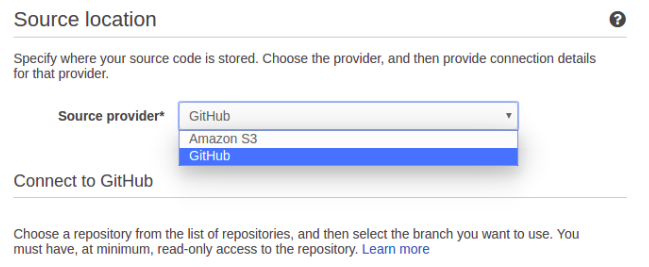 Source location
Specify where your source code is stored. Choose the provider, and then provide connection details
for that provider.
Source provider* GitHub
Amazon S3
GitHub
Connect to GitHub
Choose a repository from the list of repositories, and then select the branch you want to use. You
must have, at minimum, read-only access to the repository. Learn more